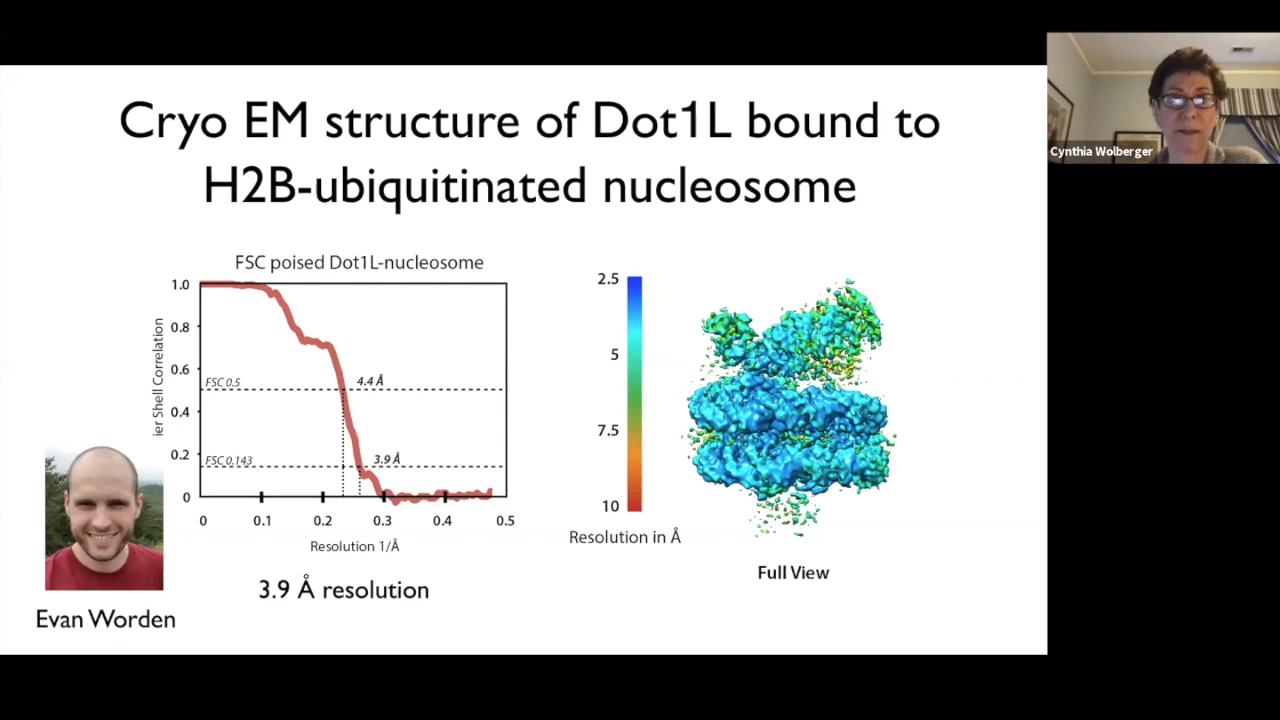 Cryo EM structure of Dot1L bound to
H2B-ubiquitinated nucleosome
Cynthia Wolberger
FSC poised Dot1L-nucleosome
ier Shell Correlation
1.0
0.8
0.6
0.4
0.2
0
FSC 0.5
4.4 Å
FSC 0.143
3.9 Å
0 0.1 0.2 0.3 0.4 0.5
Resolution 1/Å
3.9 Å resolution
Evan Worden
2.5
5
7.5
10
Resolution in Å
Full View